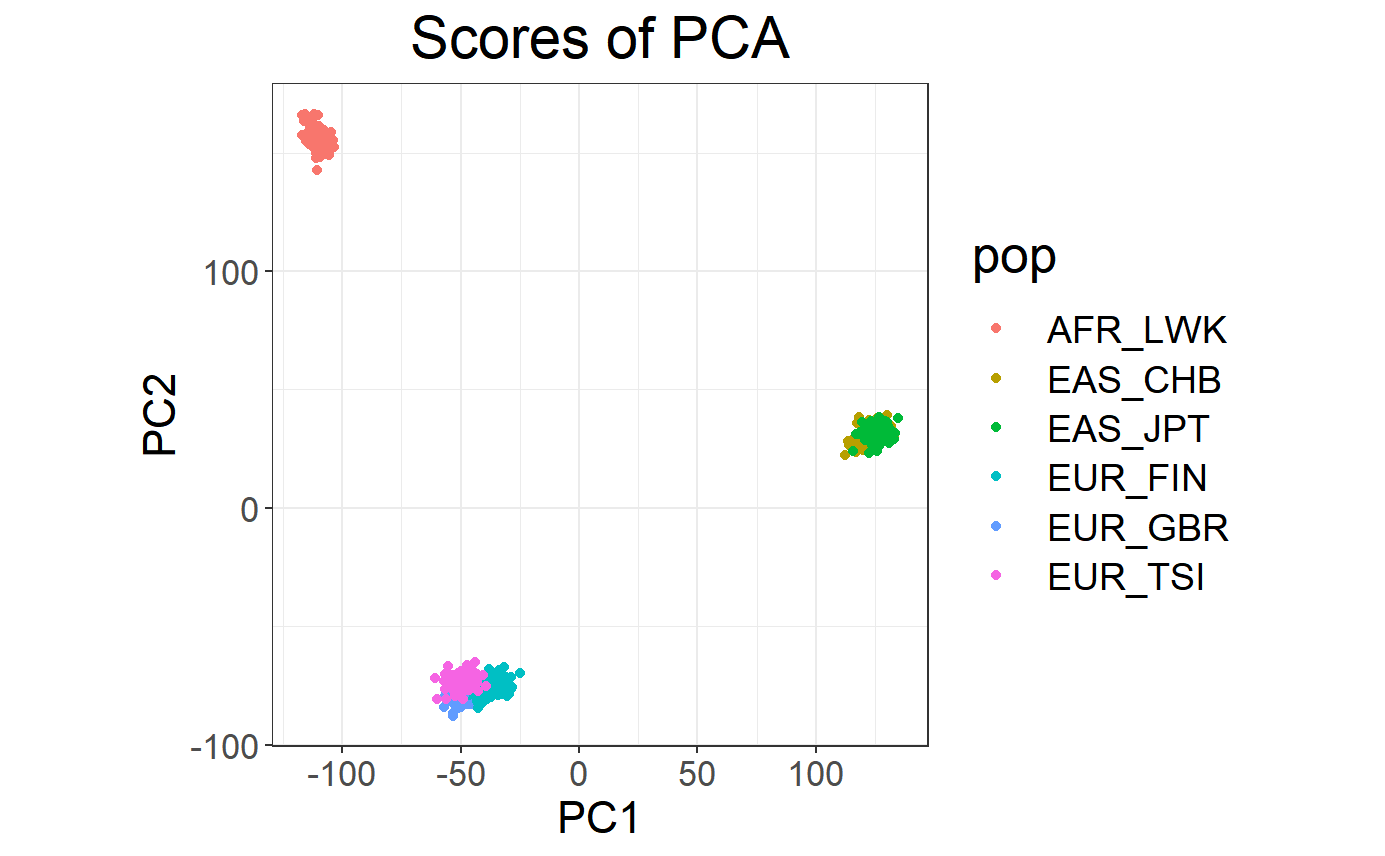 Scores of PCA
PC2
100
0
-100
-100
-50
0
50
100
PC1
pop
AFR_LWK
EAS_CHB
EAS_JPT
EUR_FIN
EUR_GBR
EUR_TSI